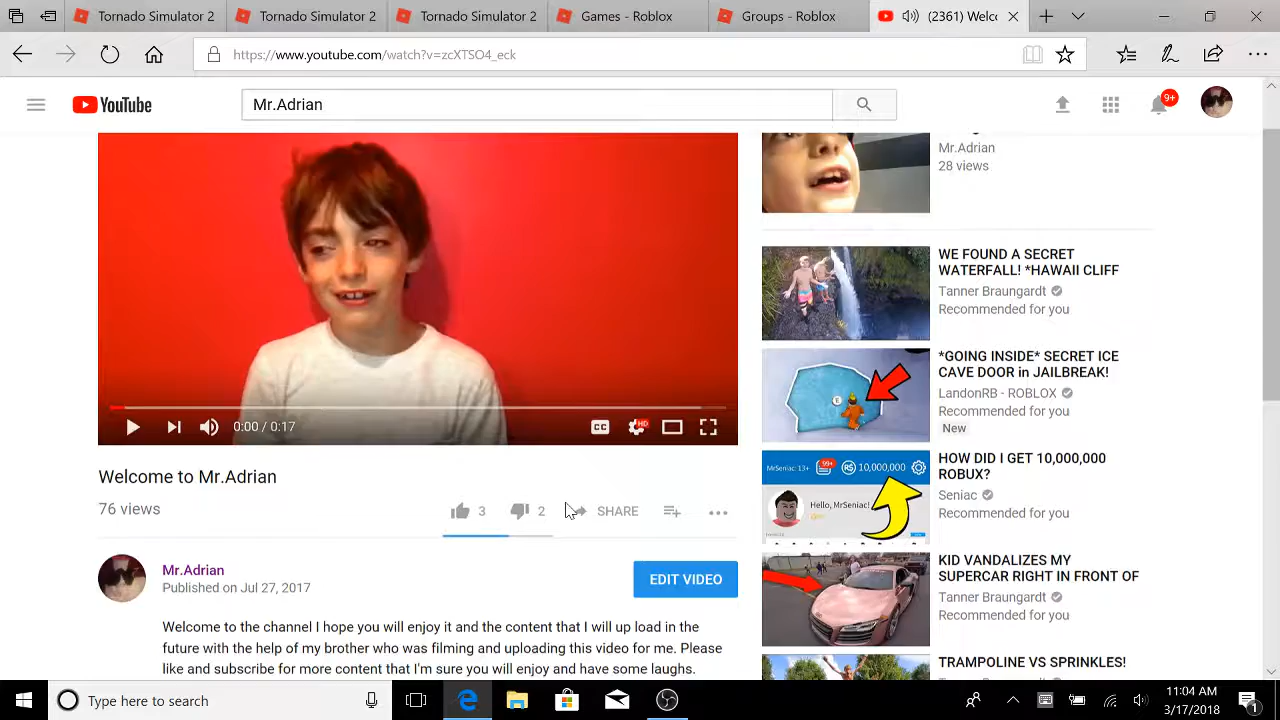 Tornado Simulator 2
Tornado Simulator 2
Tornado Simulator 2
Games - Roblox
Groups - Roblox
(2361) Welcom
https://www.youtube.com/watch?v=zcXTSO4_eck
YouTube
Mr.Adrian
9+
Mr.Adrian
28 views
WE FOUND A SECRET
WATERFALL! *HAWAII CLIFF
Tanner Braungardt
Recommended for you
*GOING INSIDE* SECRET ICE
CAVE DOOR in JAILBREAK!
LandonRB - ROBLOX
Recommended for you
New
E
HOW DID I GET 10,000,000
ROBUX?
Seniac
Recommended for you
MrSeniac: 13+
99+
R$ 10,000,000
Hello, MrSeniac!
KID VANDALIZES MY
SUPERCAR RIGHT IN FRONT OF
Tanner Braungardt
Recommended for you
TRAMPOLINE VS SPRINKLES!
0:00 / 0:17
CC
HD
Welcome to Mr.Adrian
76 views
3
2
SHARE
Mr.Adrian
Published on Jul 27, 2017
EDIT VIDEO
Welcome to the channel I hope you will enjoy it and the content that I will up load in the
future with the help of my brother who was filming and uploading this video for me. Please
like and subscribe for more content that I'm sure you will enjoy and have some laughs.
Type here to search
11:04 AM
3/17/2018
1